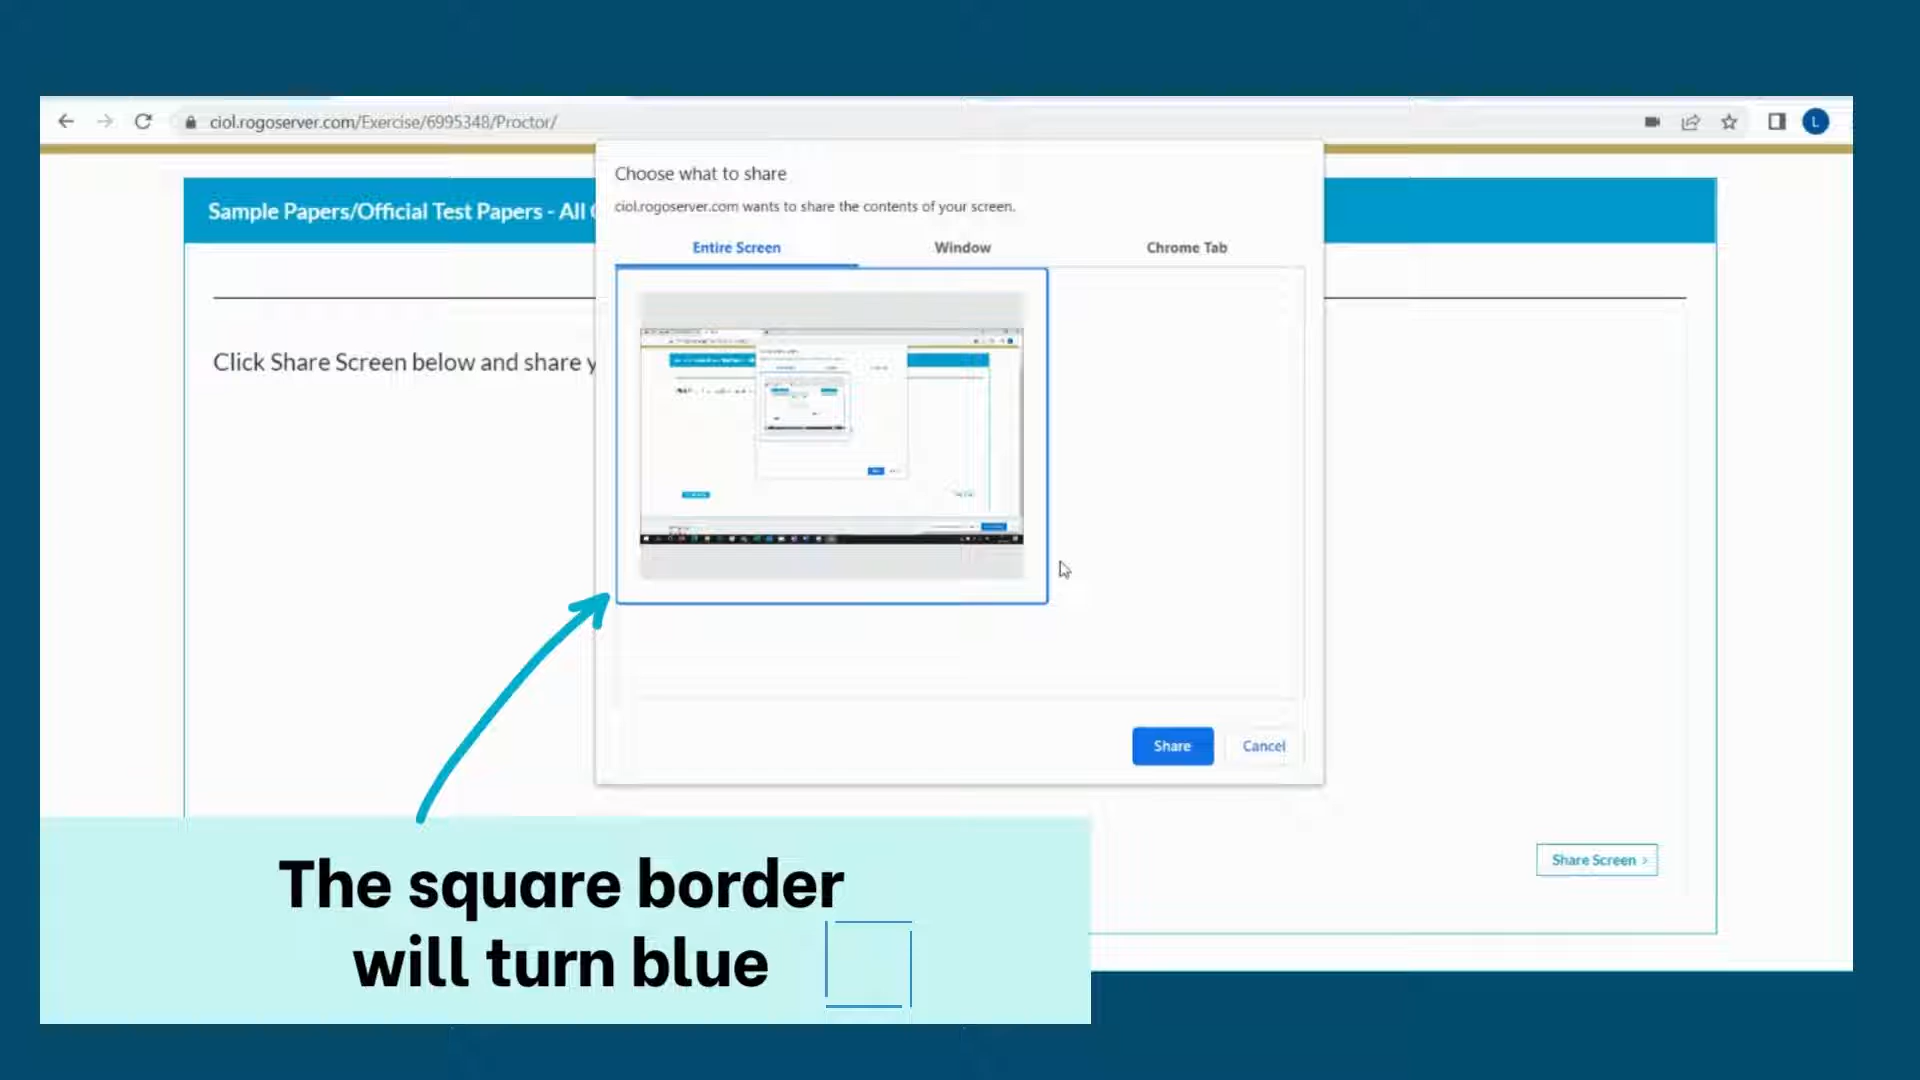 ciol.rogoserver.com/Exercise/6995348/Proctor/
L
Choose what to share
ciol.rogoserver.com wants to share the contents of your screen.
Sample Papers/Official Test Papers - All
Entire Screen
Window
Chrome Tab
Click Share Screen below and share
Share
Cancel
Share Screen ›
The square border
will turn blue